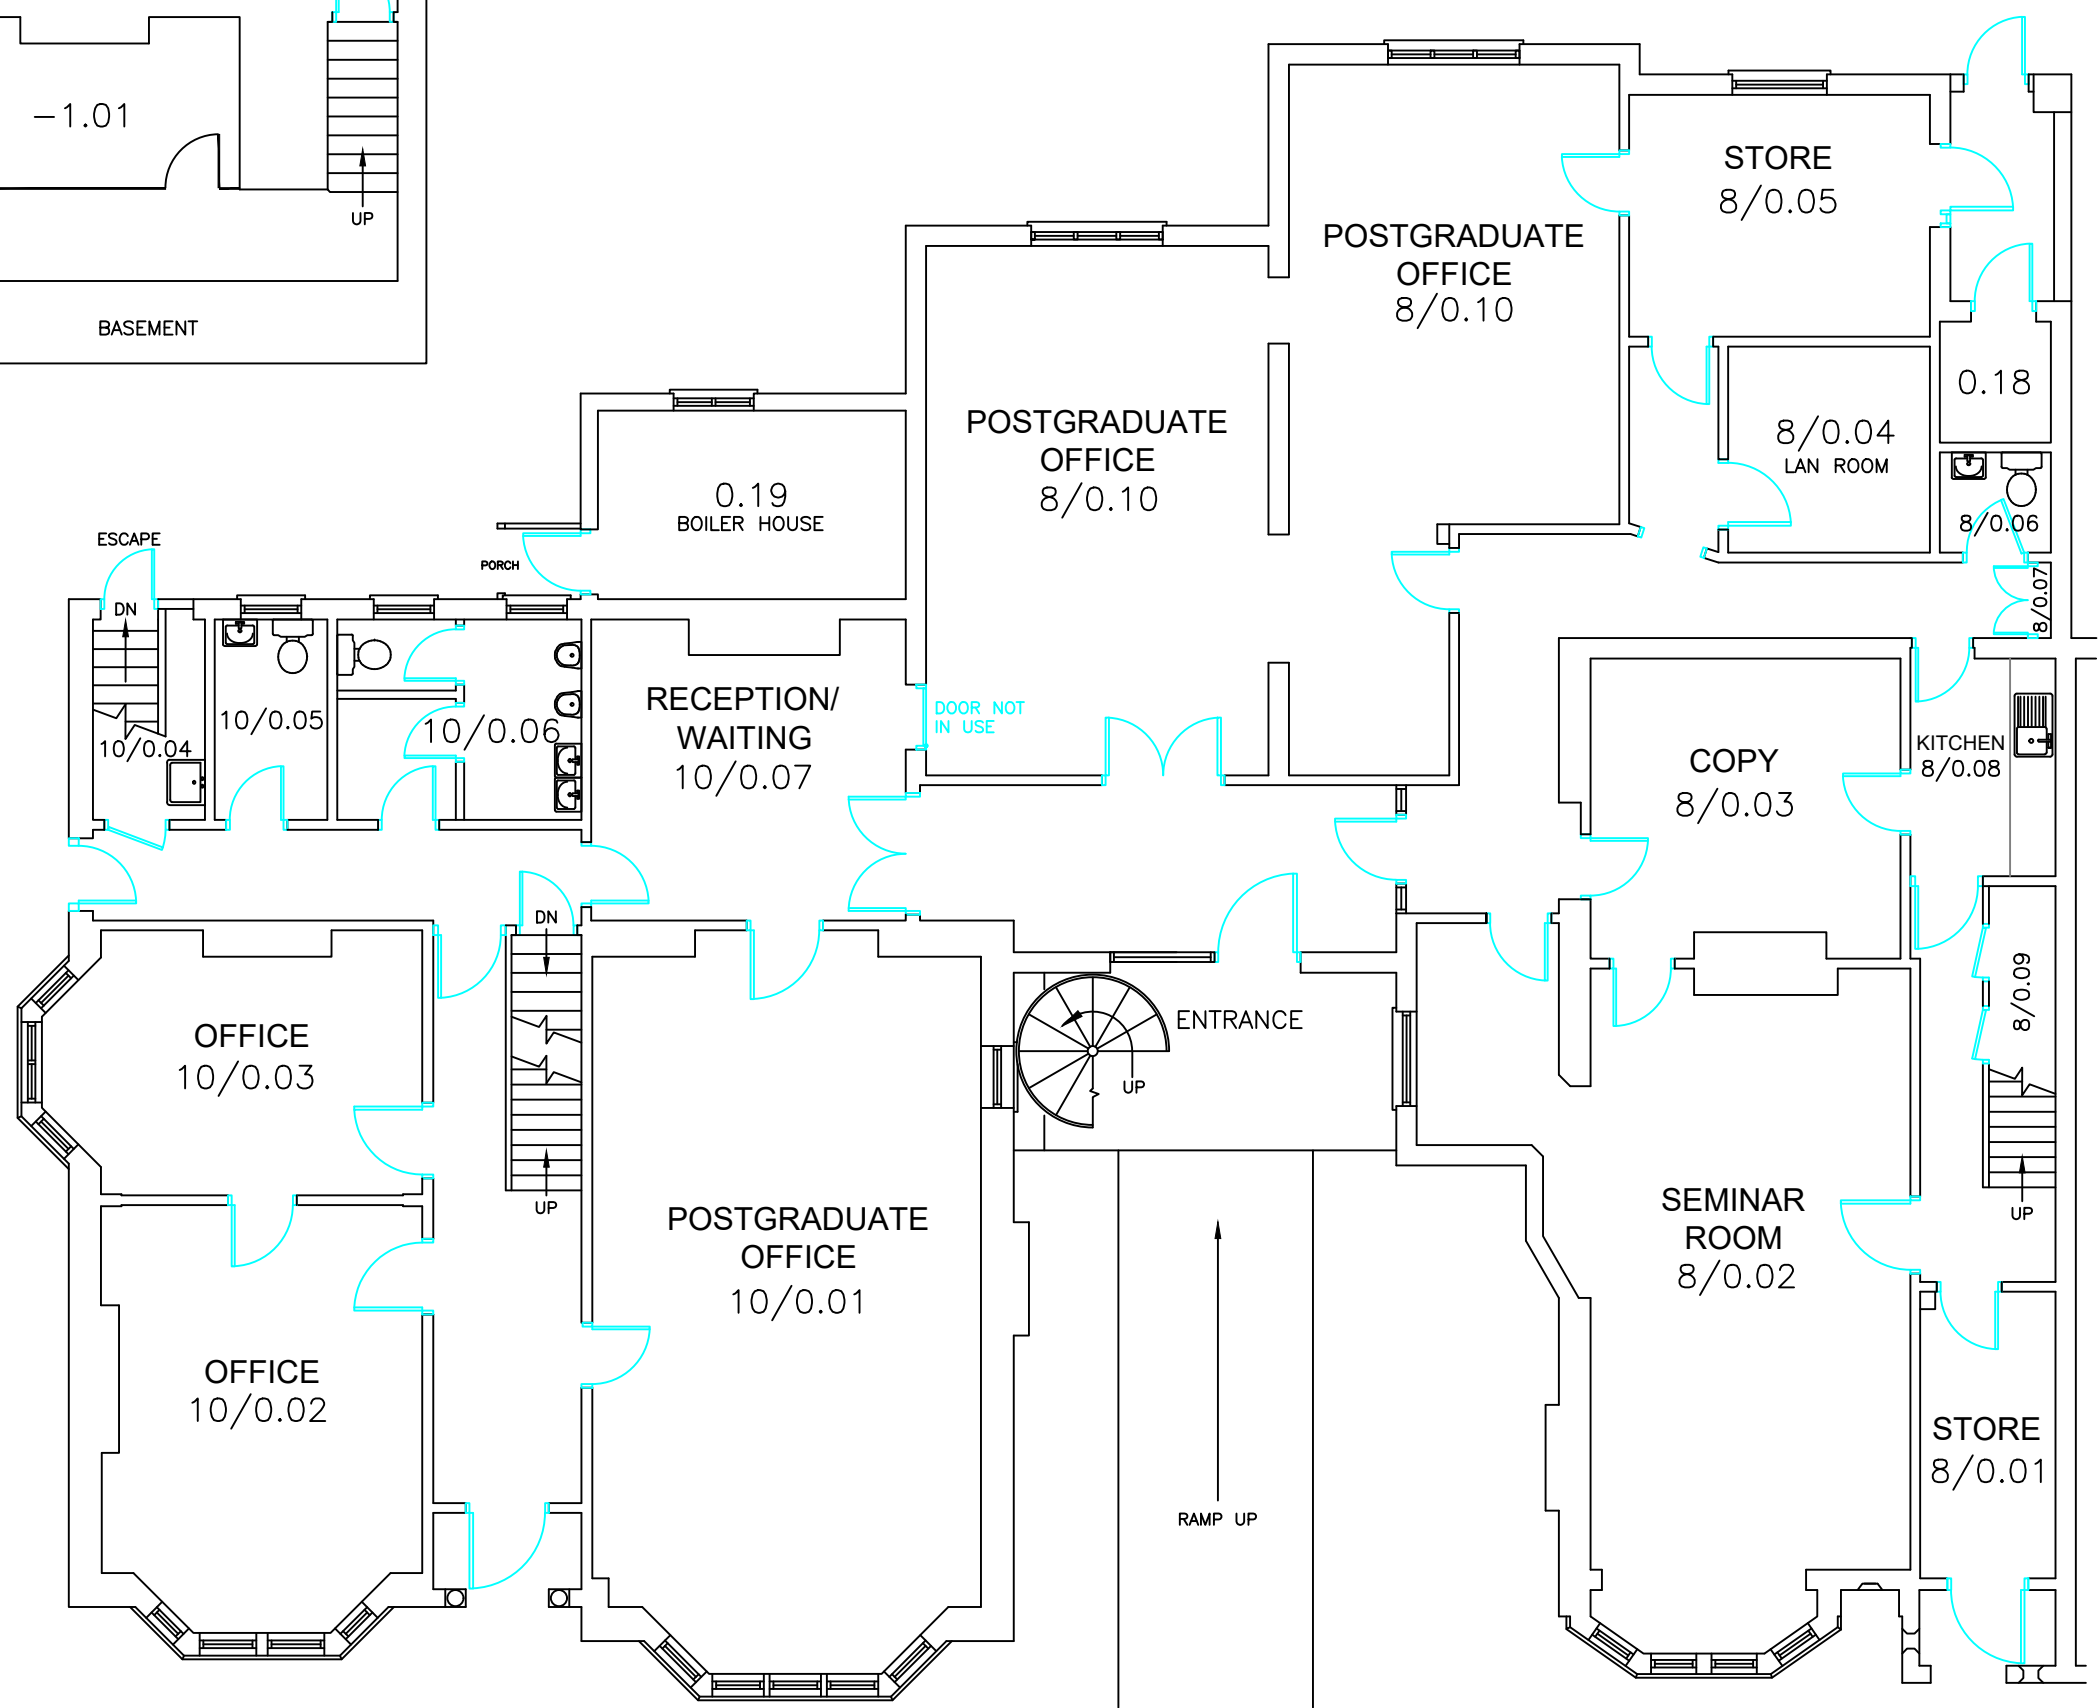 -1.01
UP
BASEMENT
STORE
8/0.05
POSTGRADUATE
OFFICE
8/0.10
0.18
POSTGRADUATE
OFFICE
8/0.10
8/0.04
LAN ROOM
0.19
BOILER HOUSE
8/0.06
ESCAPE
PORCH
DN
8/0.07
10/0.04
10/0.05
10/0.06
RECEPTION/
WAITING
10/0.07
DOOR NOT
IN USE
COPY
8/0.03
KITCHEN
8/0.08
DN
8/0.09
OFFICE
10/0.03
ENTRANCE
UP
UP
POSTGRADUATE
OFFICE
10/0.01
SEMINAR
ROOM
8/0.02
UP
OFFICE
10/0.02
STORE
8/0.01
RAMP UP